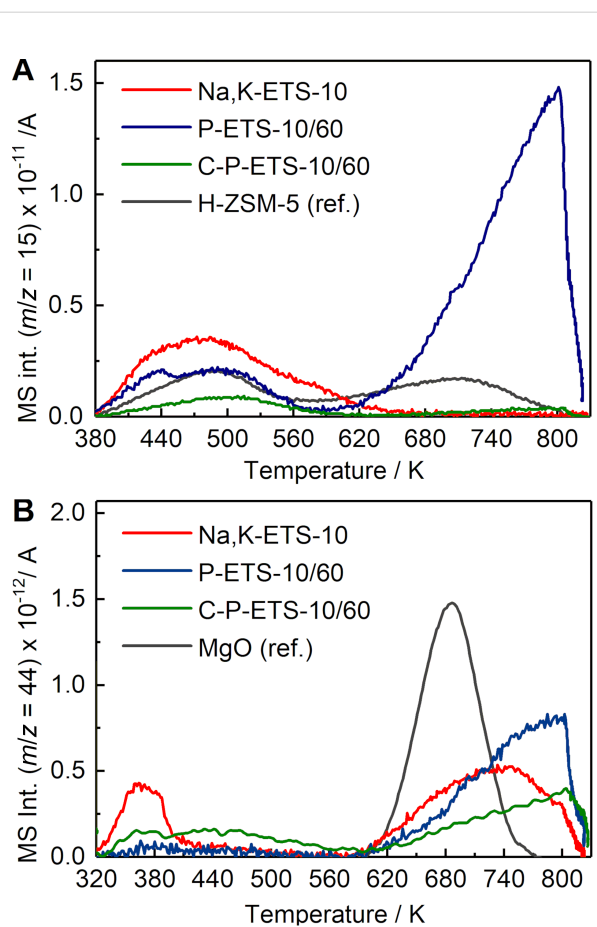 A
MS int. (m/z = 15) x 10⁻¹¹ /A
1.5
1.0
0.5
0.0
Na,K-ETS-10
P-ETS-10/60
C-P-ETS-10/60
H-ZSM-5 (ref.)
380 440 500 560 620 680 740 800
Temperature / K
B
MS Int. (m/z = 44) x 10⁻¹²/ A
2.0
1.5
1.0
0.5
0.0
Na,K-ETS-10
P-ETS-10/60
C-P-ETS-10/60
MgO (ref.)
320 380 440 500 560 620 680 740 800
Temperature / K